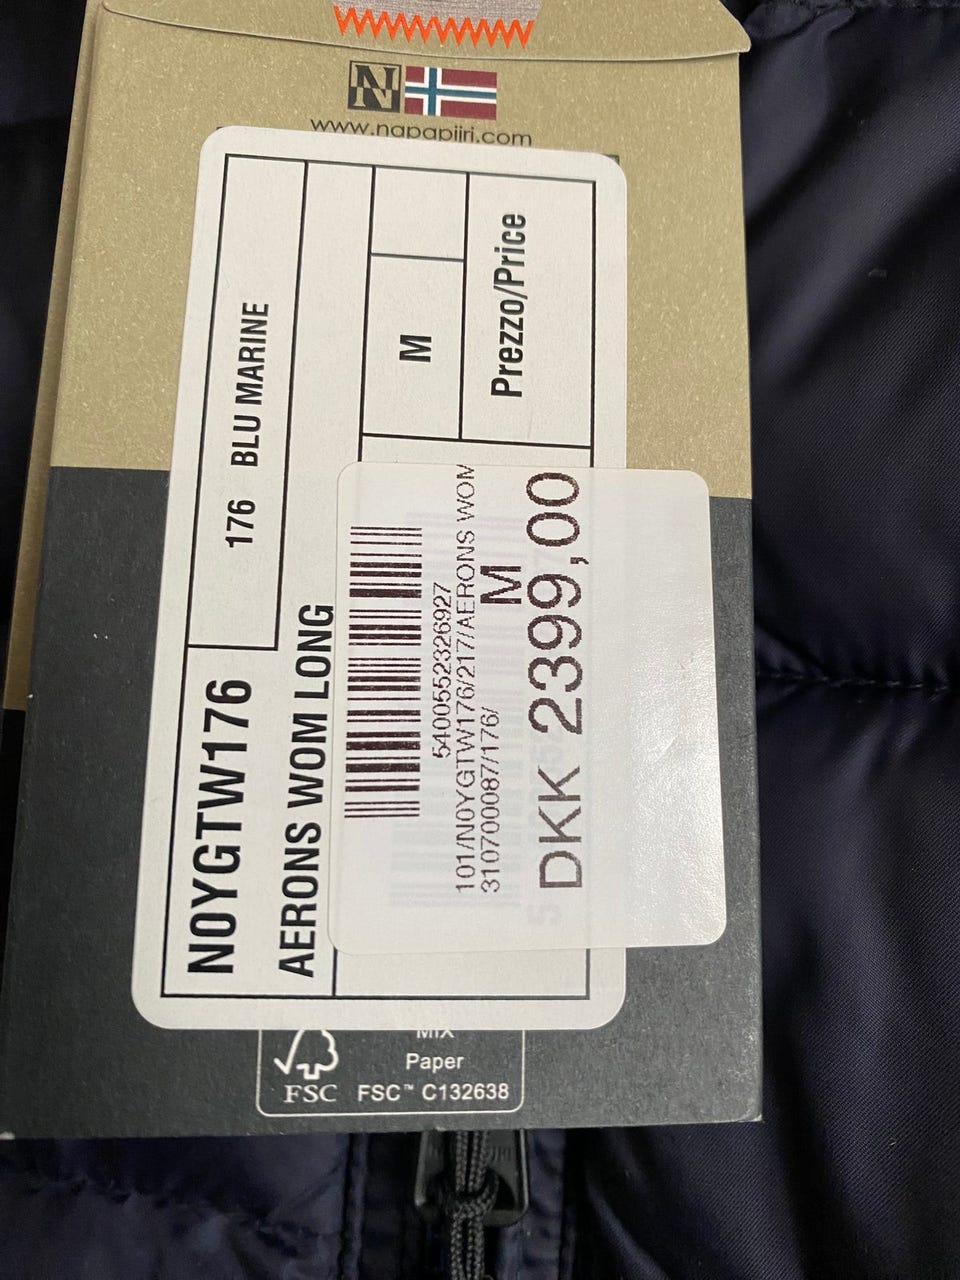 N
www.napapijri.com
N0YGTW176
176 BLU MARINE
AERONS WOM LONG
M
Prezzo/Price
5400552326927
101/N0YGTW176/217/AERONS WOM
310700087/176/
M
DKK 2399,00
MIX
Paper
FSC
FSC™ C132638